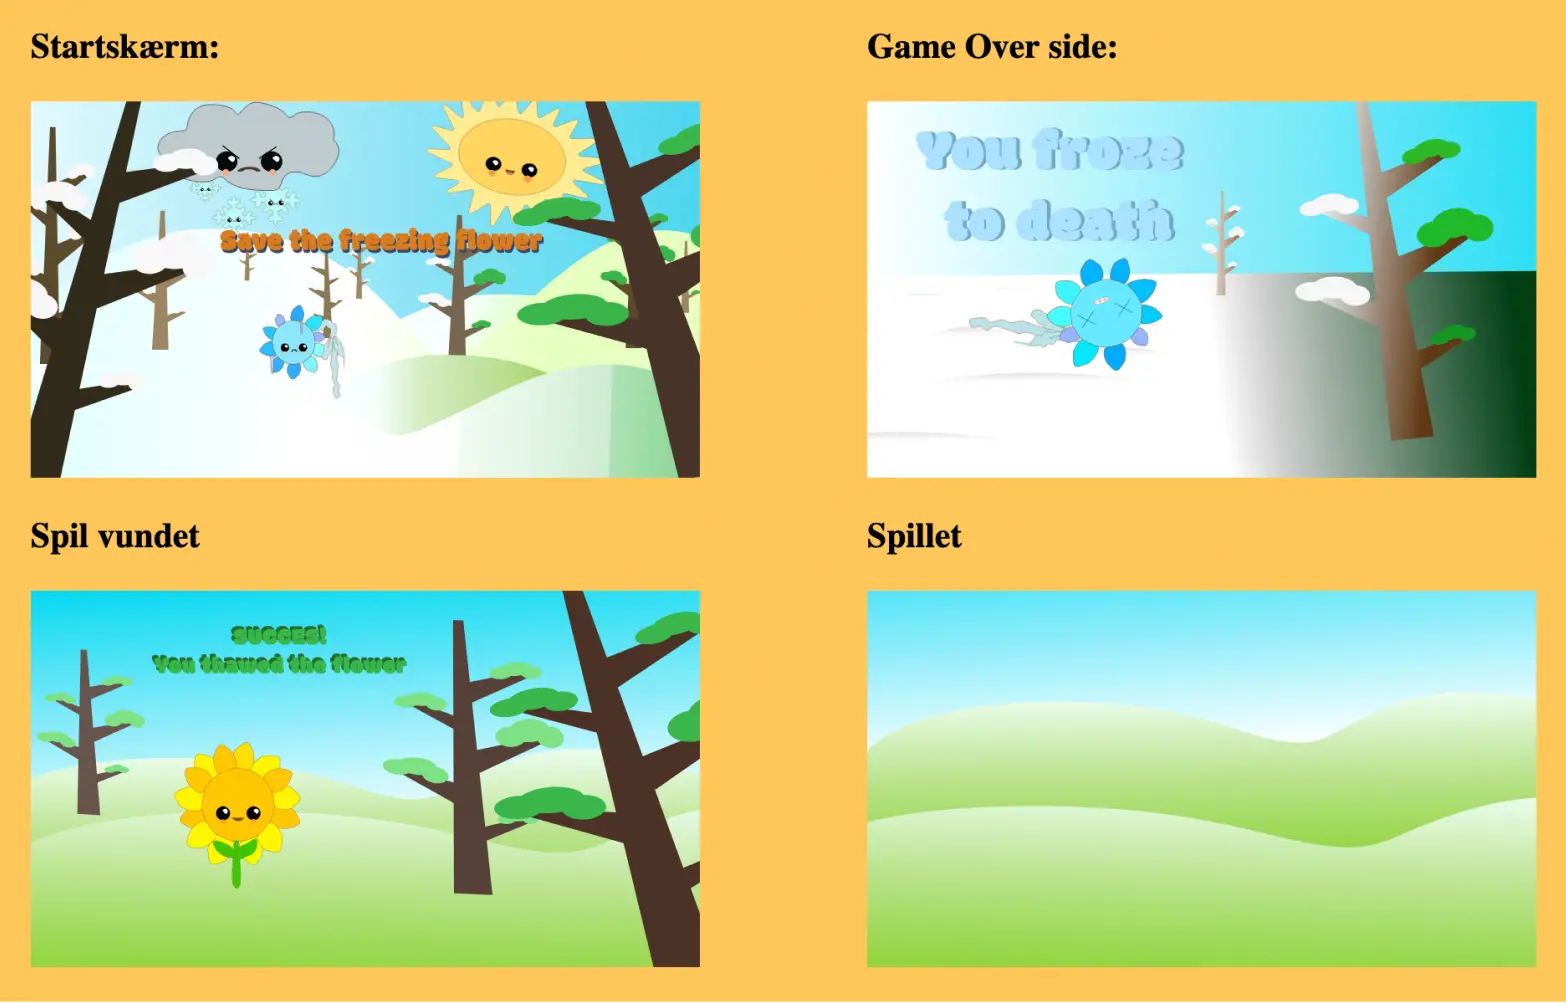 Startskærm:
Save the freezing flower
Game Over side:
You froze
to death
Spil vundet
SUCCES!
You thawed the flower
Spillet